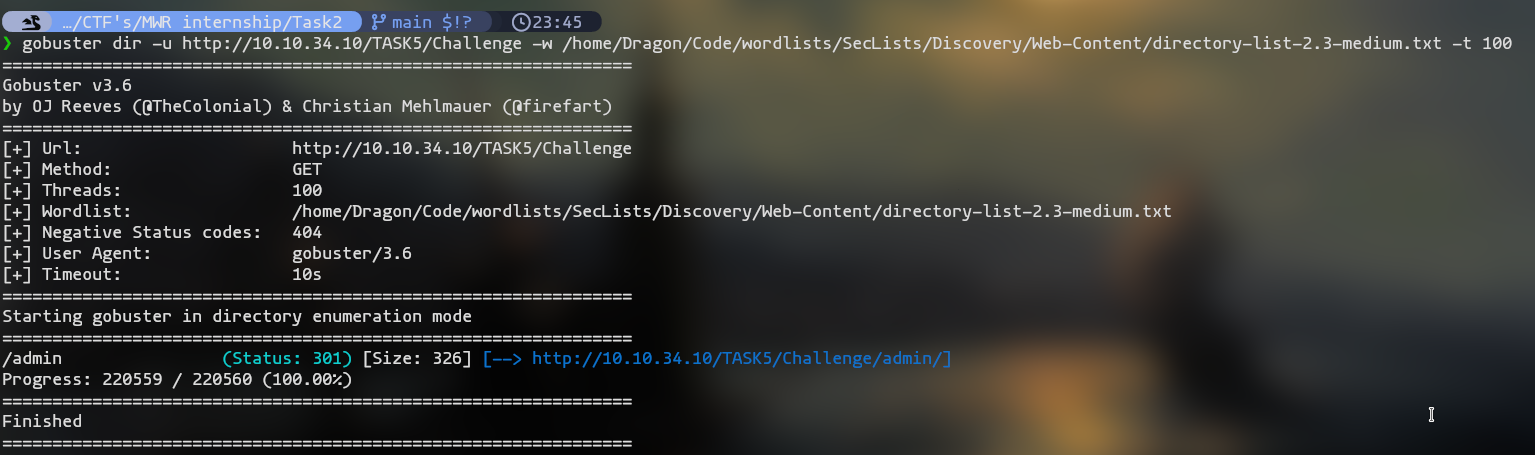 …/CTF's/MWR internship/Task2 main $!? 23:45
❯ gobuster dir -u http://10.10.34.10/TASK5/Challenge -w /home/Dragon/Code/wordlists/SecLists/Discovery/Web-Content/directory-list-2.3-medium.txt -t 100
===============================================================
Gobuster v3.6
by OJ Reeves (@TheColonial) & Christian Mehlmauer (@firefart)
===============================================================
[+] Url:                     http://10.10.34.10/TASK5/Challenge
[+] Method:                  GET
[+] Threads:                 100
[+] Wordlist:                /home/Dragon/Code/wordlists/SecLists/Discovery/Web-Content/directory-list-2.3-medium.txt
[+] Negative Status codes:   404
[+] User Agent:              gobuster/3.6
[+] Timeout:                 10s
===============================================================
Starting gobuster in directory enumeration mode
===============================================================
/admin                (Status: 301) [Size: 326] [--> http://10.10.34.10/TASK5/Challenge/admin/]
Progress: 220559 / 220560 (100.00%)
===============================================================
Finished
===============================================================